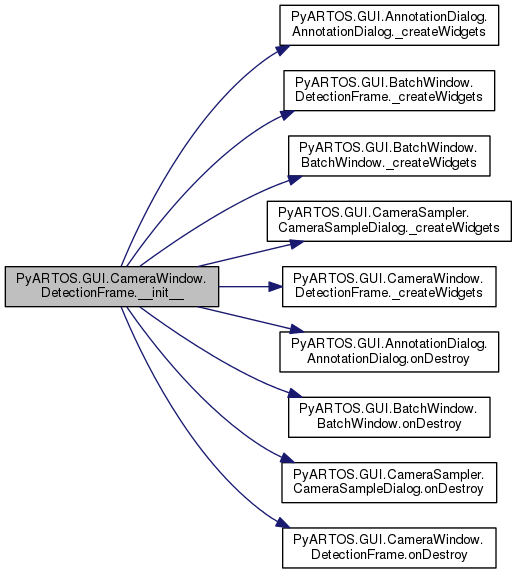 PyARTOS.GUI.AnnotationDialog.
AnnotationDialog._createWidgets
PyARTOS.GUI.BatchWindow.
DetectionFrame._createWidgets
PyARTOS.GUI.BatchWindow.
BatchWindow._createWidgets
PyARTOS.GUI.CameraSampler.
CameraSampleDialog._createWidgets
PyARTOS.GUI.CameraWindow.
DetectionFrame.__init__
PyARTOS.GUI.CameraWindow.
DetectionFrame._createWidgets
PyARTOS.GUI.AnnotationDialog.
AnnotationDialog.onDestroy
PyARTOS.GUI.BatchWindow.
BatchWindow.onDestroy
PyARTOS.GUI.CameraSampler.
CameraSampleDialog.onDestroy
PyARTOS.GUI.CameraWindow.
DetectionFrame.onDestroy